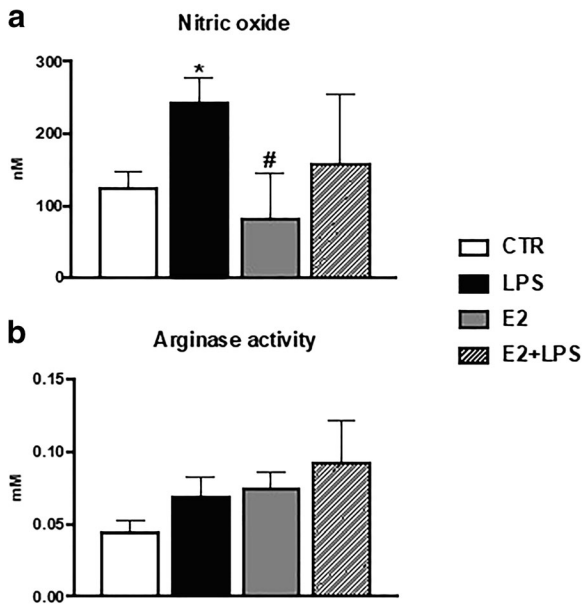 a
Nitric oxide
300
200
100
0
nM
*
#
CTR
LPS
E2
E2+LPS
b
Arginase activity
0.15
0.10
0.05
0.00
mM